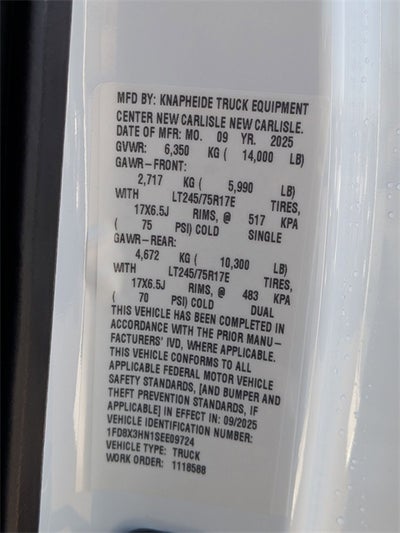 MFD BY: KNAPHEIDE TRUCK EQUIPMENT
CENTER NEW CARLISLE NEW CARLISLE.
DATE OF MFR: MO. 09 YR. 2025
GVWR: 6,350 KG ( 14,000 LB)
GAWR-FRONT:
2,717 KG ( 5,990 LB)
WITH LT245/75R17E TIRES,
17X6.5J RIMS, @ 517 KPA
( 75 PSI) COLD SINGLE
GAWR-REAR:
4,672 KG ( 10,300 LB)
WITH LT245/75R17E TIRES,
17X6.5J RIMS, @ 483 KPA
( 70 PSI) COLD DUAL
THIS VEHICLE HAS BEEN COMPLETED IN
ACCORDANCE WITH THE PRIOR MANU-
FACTURERS' IVD, WHERE APPLICABLE.
THIS VEHICLE CONFORMS TO ALL
APPLICABLE FEDERAL MOTOR VEHICLE
SAFETY STANDARDS, [AND BUMPER AND
THEFT PREVENTION STANDARDS, IF
APPLICABLE] IN EFFECT IN: 09/2025
VEHICLE IDENTIFICATION NUMBER:
1FD8X3HN1SEE09724
VEHICLE TYPE: TRUCK
WORK ORDER: 1118588